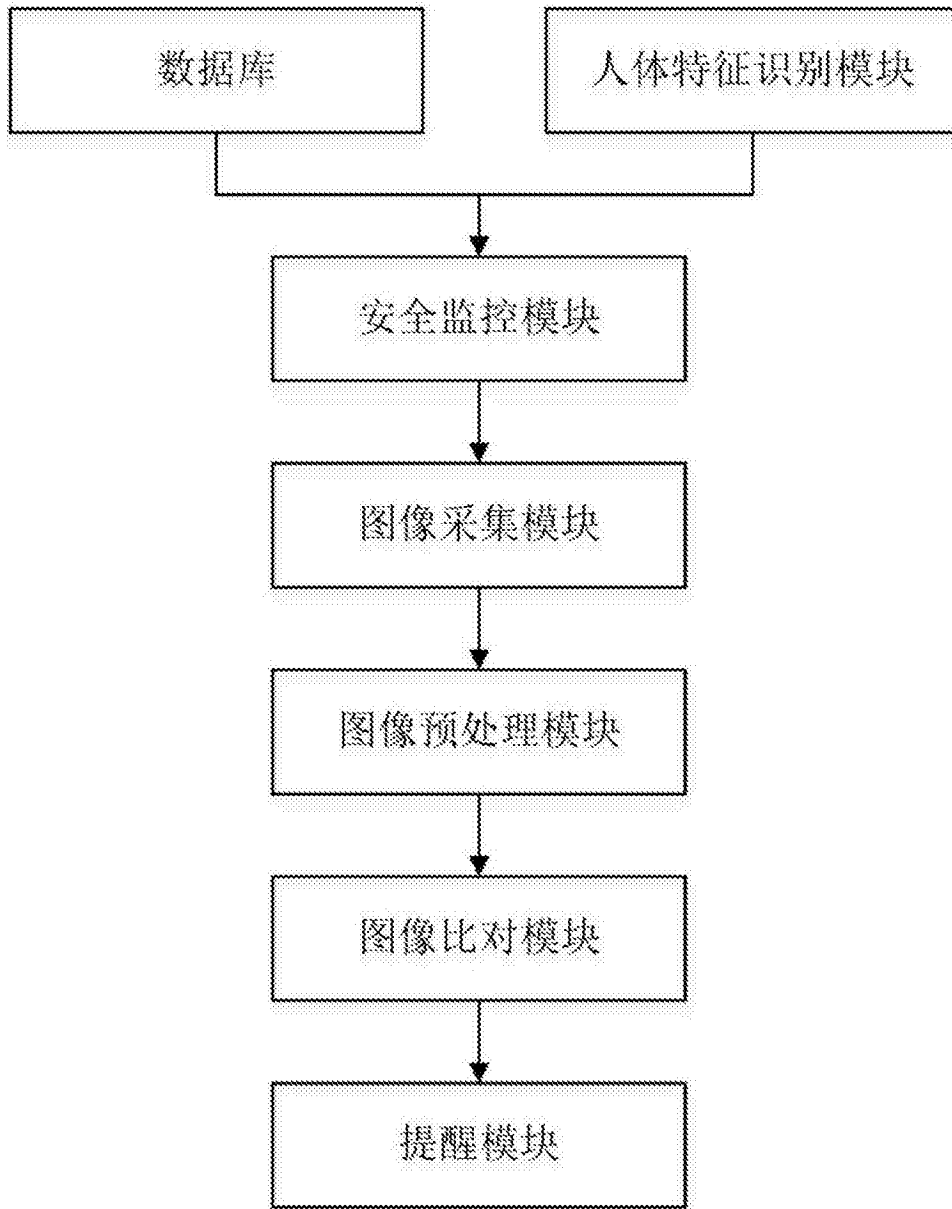 数据库
人体特征识别模块
安全监控模块
图像采集模块
图像预处理模块
图像比对模块
提醒模块